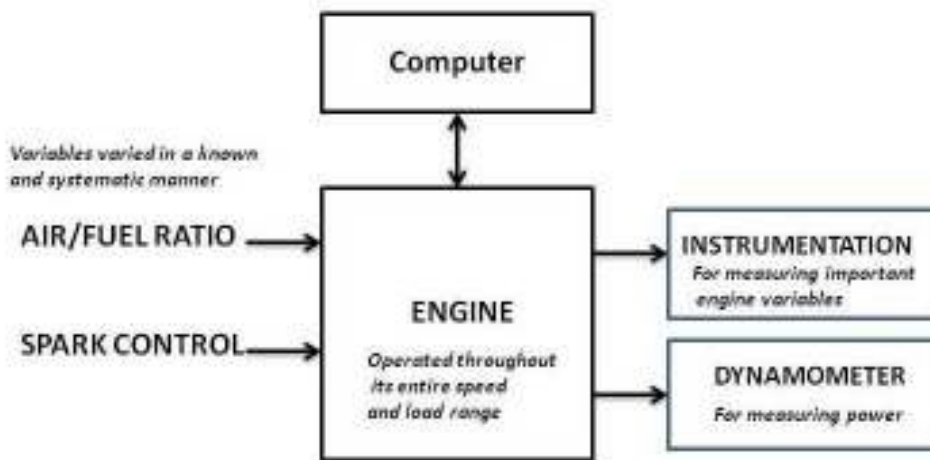 Computer
Variables varied in a known
and systematic manner
AIR/FUEL RATIO
SPARK CONTROL
ENGINE
Operated throughout
its entire speed
and load range
INSTRUMENTATION
For measuring important
engine variables
DYNAMOMETER
For measuring power